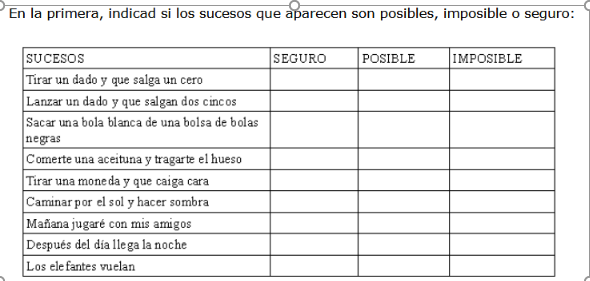 En la primera, indicad si los sucesos que aparecen son posibles, imposible o seguro:
SUCESOS SEGURO POSIBLE IMPOSIBLE
Tirar un dado y que salga un cero
Lanzar un dado y que salgan dos cincos
Sacar una bola blanca de una bolsa de bolas
negras
Comerte una aceituna y tragarte el hueso
Tirar una moneda y que caiga cara
Caminar por el sol y hacer sombra
Mañana jugaré con mis amigos
Después del día llega la noche
Los elefantes vuelan